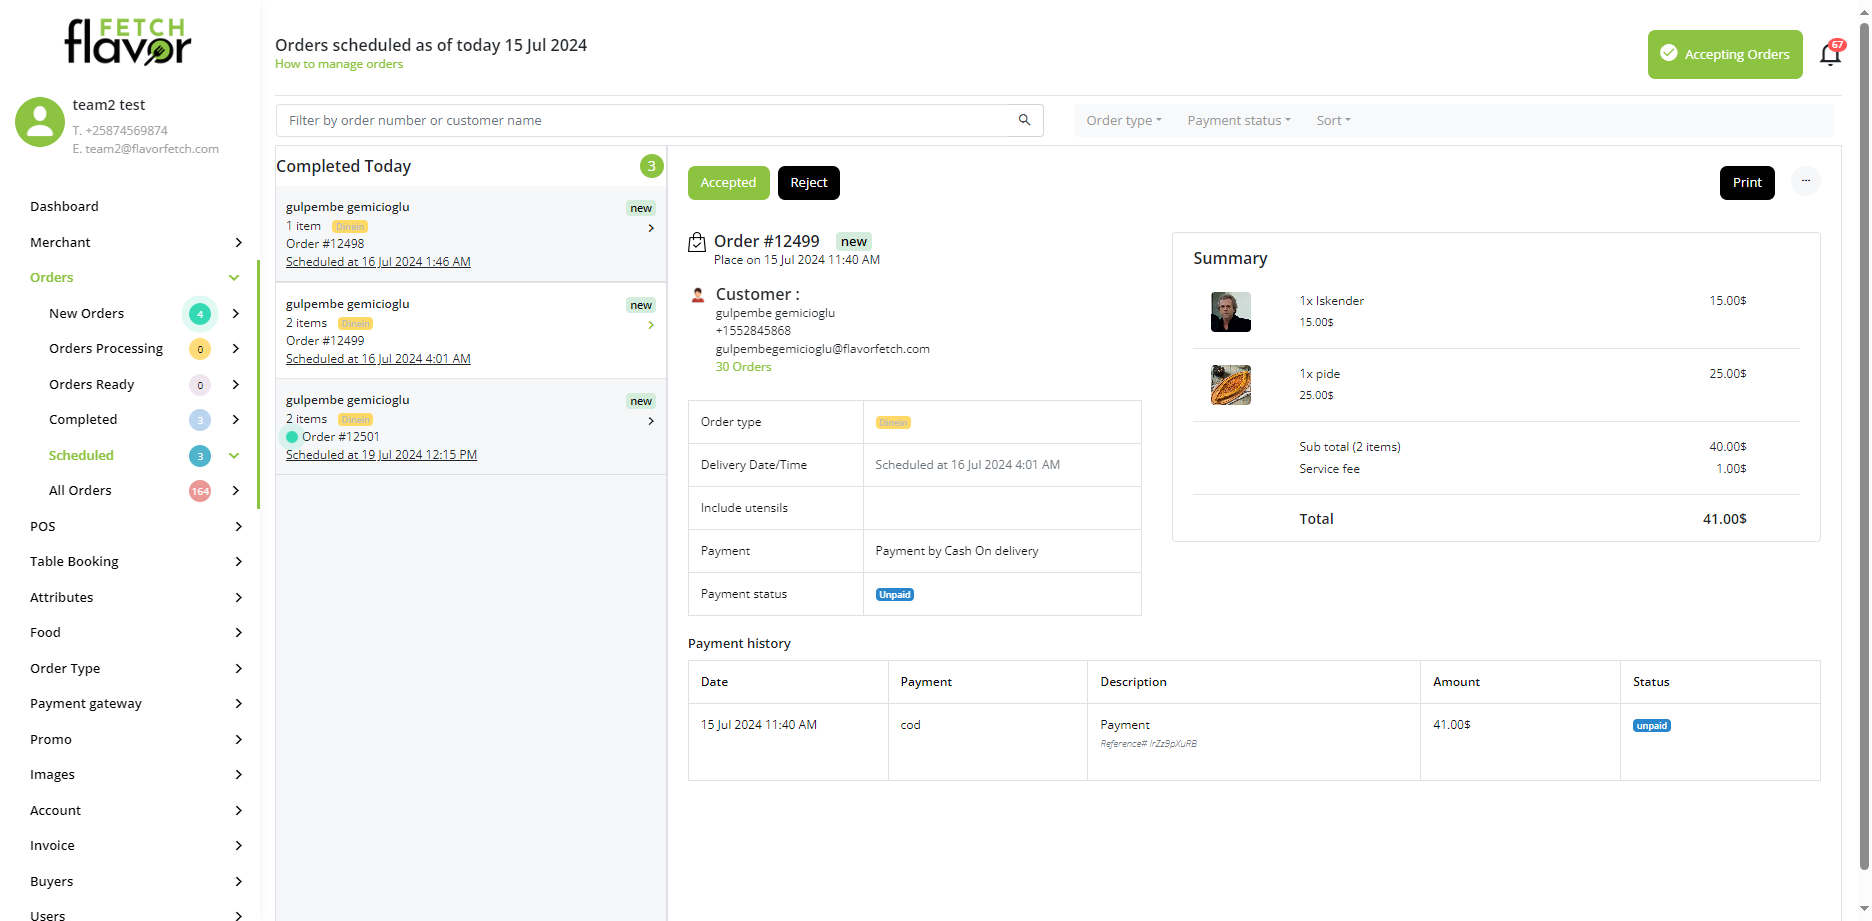 FETCH
flavor
team2 test
T. +25874569874
E. team2@flavorfetch.com
Dashboard
Merchant
Orders
New Orders 4
Orders Processing 0
Orders Ready 0
Completed 3
Scheduled 3
All Orders 164
POS
Table Booking
Attributes
Food
Order Type
Payment gateway
Promo
Images
Account
Invoice
Buyers
Users
Orders scheduled as of today 15 Jul 2024
How to manage orders
Accepting Orders
67
Filter by order number or customer name
Order type Payment status Sort
Completed Today 3
gulpembe gemicioglu new
1 item Dinein
Order #12498
Scheduled at 16 Jul 2024 1:46 AM
gulpembe gemicioglu new
2 items Dinein
Order #12499
Scheduled at 16 Jul 2024 4:01 AM
gulpembe gemicioglu new
2 items Dinein
Order #12501
Scheduled at 19 Jul 2024 12:15 PM
Accepted Reject Print ...
Order #12499 new
Place on 15 Jul 2024 11:40 AM
Customer :
gulpembe gemicioglu
+1552845868
gulpembegemicioglu@flavorfetch.com
30 Orders
Order type Dinein
Delivery Date/Time Scheduled at 16 Jul 2024 4:01 AM
Include utensils
Payment Payment by Cash On delivery
Payment status Unpaid
Summary
1x Iskender 15.00$
15.00$
1x pide 25.00$
25.00$
Sub total (2 items) 40.00$
Service fee 1.00$
Total 41.00$
Payment history
Date Payment Description Amount Status
15 Jul 2024 11:40 AM cod Payment 41.00$ unpaid
Reference# IrZz9pXuRB